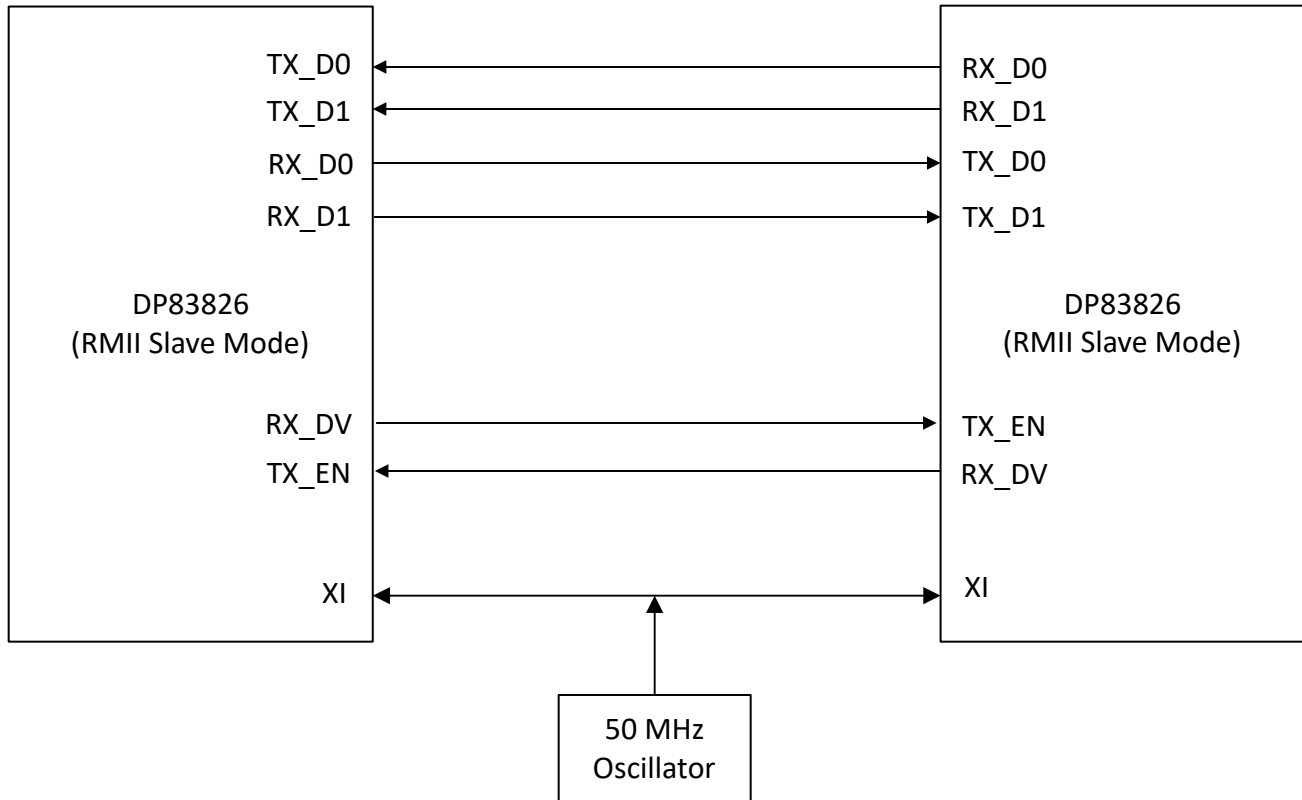 TX_D0
TX_D1
RX_D0
RX_D1
DP83826
(RMII Slave Mode)
RX_DV
TX_EN
XI
RX_D0
RX_D1
TX_D0
TX_D1
DP83826
(RMII Slave Mode)
TX_EN
RX_DV
XI
50 MHz
Oscillator